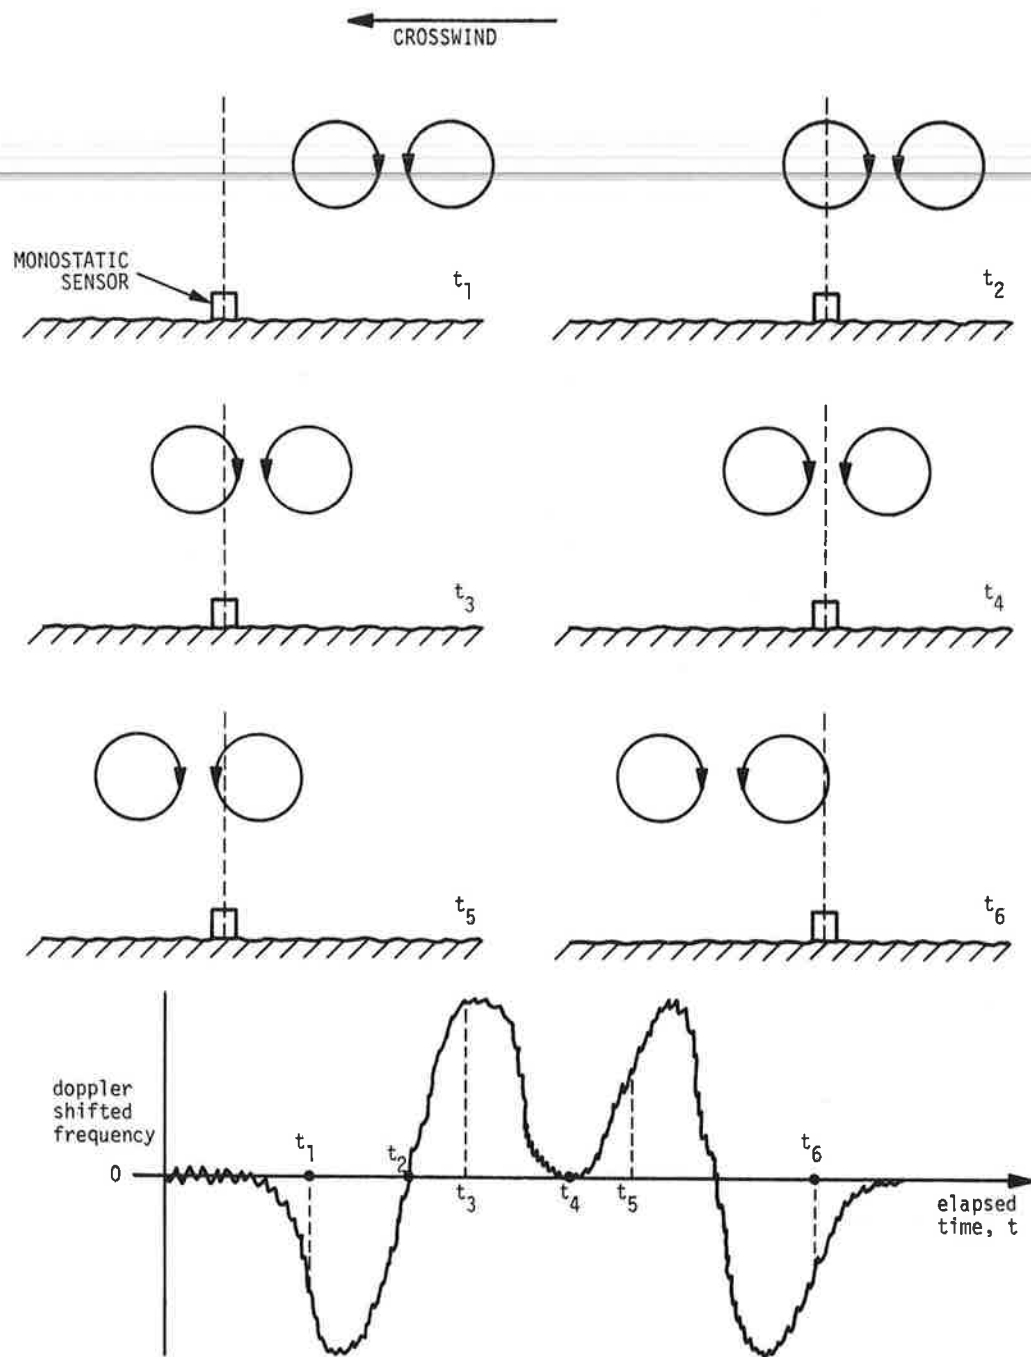 CROSSWIND
MONOSTATIC
SENSOR
t1
t2
t3
t4
t5
t6
doppler
shifted
frequency
0
t1
t2
t3
t4
t5
t6
elapsed
time, t